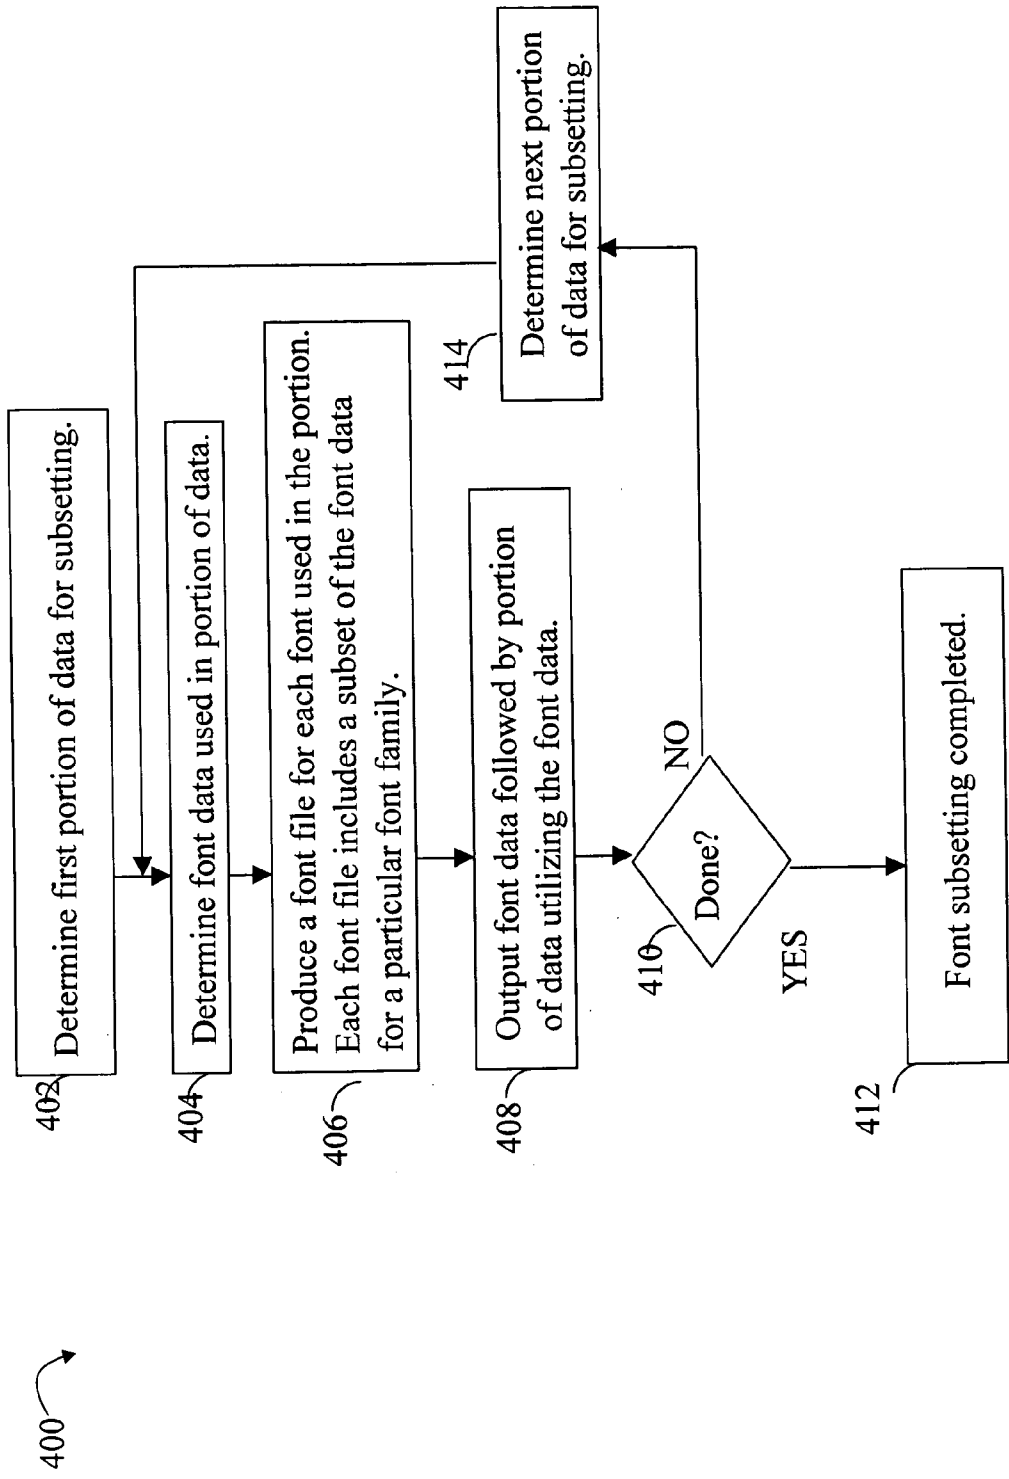 400
402
Determine first portion of data for subsetting.
404
Determine font data used in portion of data.
406
Produce a font file for each font used in the portion.
Each font file includes a subset of the font data
for a particular font family.
408
Output font data followed by portion
of data utilizing the font data.
410
Done?
NO
YES
414
Determine next portion
of data for subsetting.
412
Font subsetting completed.